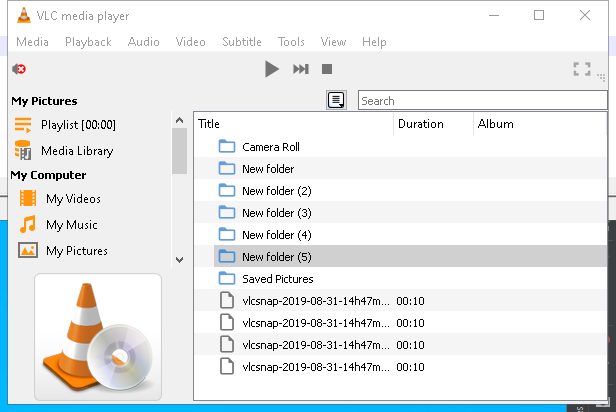 VLC media player
Media Playback Audio Video Subtitle Tools View Help
My Pictures
Playlist [00:00]
Media Library
My Computer
My Videos
My Music
My Pictures
Search
Title Duration Album
Camera Roll
New folder
New folder (2)
New folder (3)
New folder (4)
New folder (5)
Saved Pictures
vlcsnap-2019-08-31-14h47m... 00:10
vlcsnap-2019-08-31-14h47m... 00:10
vlcsnap-2019-08-31-14h47m... 00:10
vlcsnap-2019-08-31-14h47m... 00:10